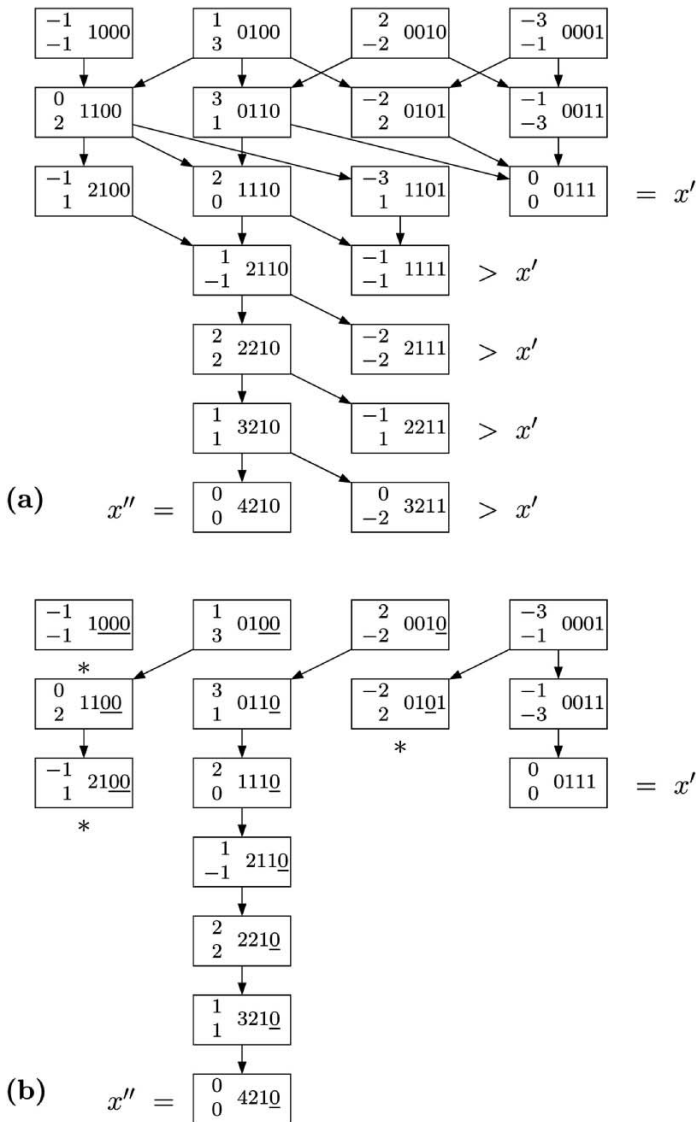 −1 −1 1000 1 3 0100 2 −2 0010 −3 −1 0001
0 2 1100 3 1 0110 −2 2 0101 −1 −3 0011
−1 1 2100 2 0 1110 −3 1 1101 0 0 0111 = x′
1 −1 2110 −1 −1 1111 > x′
2 2 2210 −2 −2 2111 > x′
1 1 3210 −1 1 2211 > x′
(a) x″ = 0 0 4210 0 −2 3211 > x′
−1 −1 1000 1 3 0100 2 −2 0010 −3 −1 0001
*
0 2 1100 3 1 0110 −2 2 0101 −1 −3 0011
*
−1 1 2100 2 0 1110 0 0 0111 = x′
*
1 −1 2110
2 2 2210
1 1 3210
(b) x″ = 0 0 4210